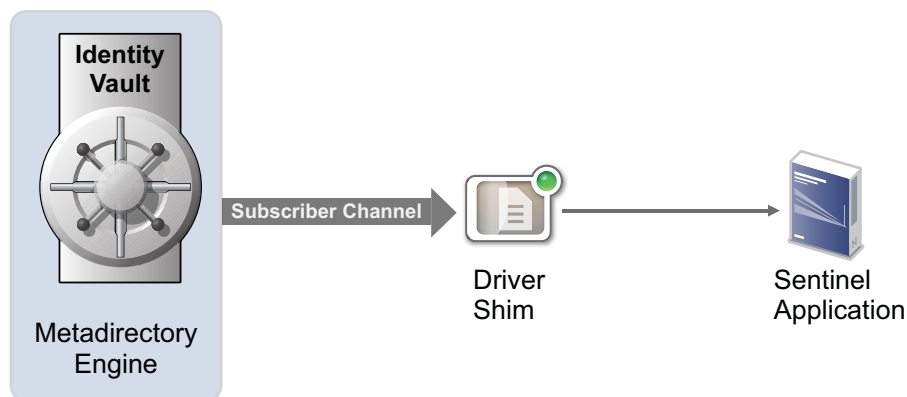 Identity
Vault
Subscriber Channel
Driver
Shim
Sentinel
Application
Metadirectory
Engine